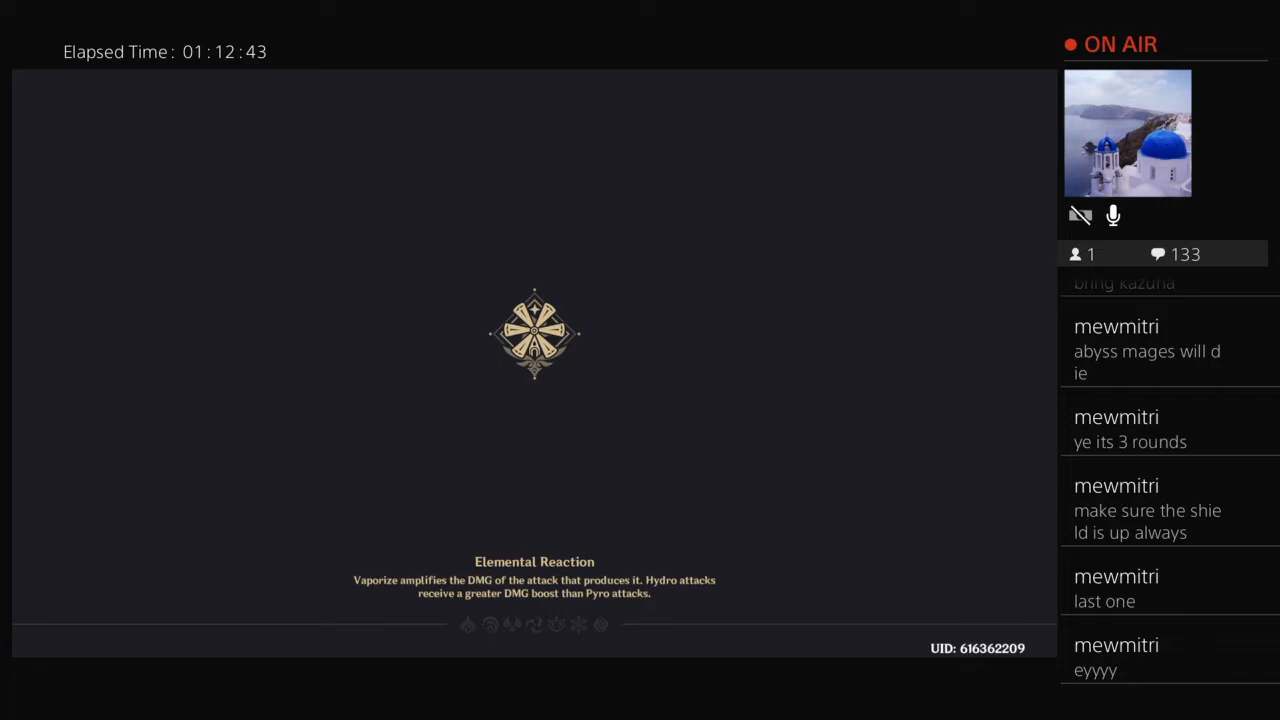 Elapsed Time: 01:12:43
ON AIR
1
133
bring kazuha
mewmitri
abyss mages will d
ie
mewmitri
ye its 3 rounds
mewmitri
make sure the shie
ld is up always
mewmitri
last one
mewmitri
eyyyy
Elemental Reaction
Vaporize amplifies the DMG of the attack that produces it. Hydro attacks
receive a greater DMG boost than Pyro attacks.
UID: 616362209